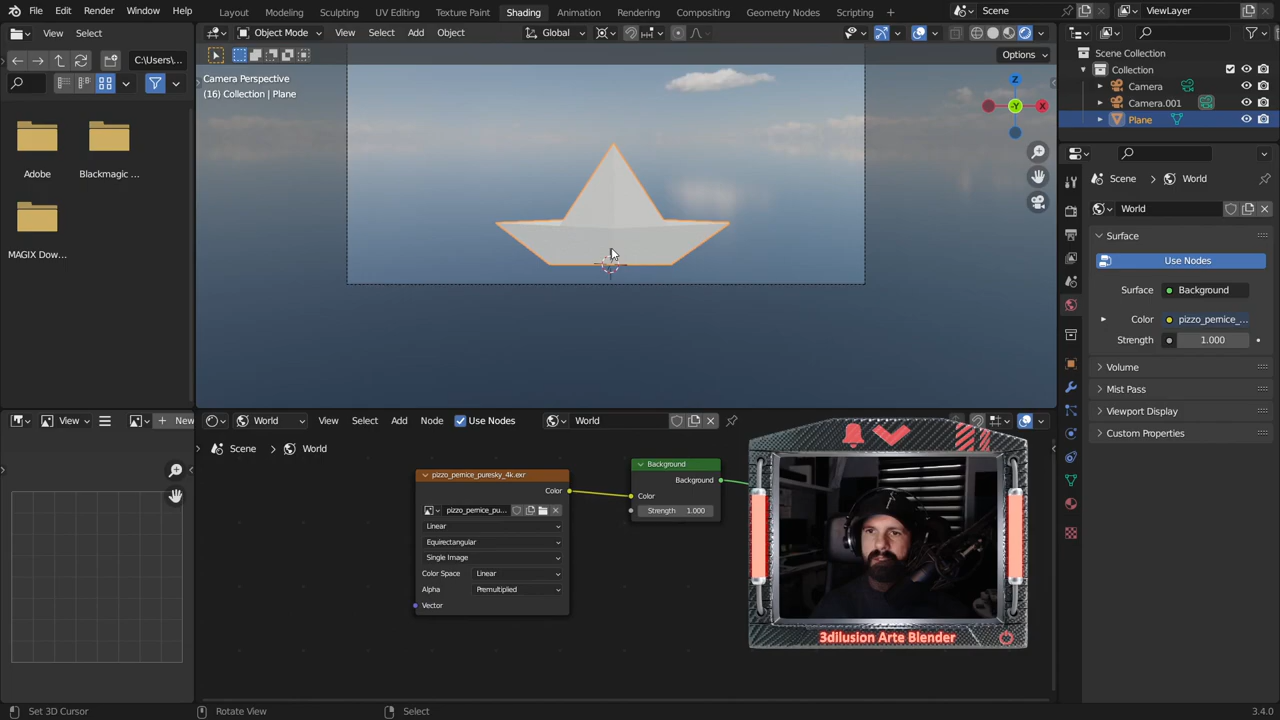 File Edit Render Window Help Layout Modeling Sculpting UV Editing Texture Paint Shading Animation Rendering Compositing Geometry Nodes Scripting Scene ViewLayer
View Select
Object Mode View Select Add Object Global
C:\Users\...
Options
Camera Perspective
(16) Collection | Plane
Z
-Y
X
Adobe
Blackmagic ...
MAGIX Dow...
Scene Collection
Collection
Camera
Camera.001
Plane
Scene World
World
Surface
Use Nodes
Surface Background
Color pizzo_pernice_...
Strength 1.000
Volume
Mist Pass
Viewport Display
Custom Properties
View New
World View Select Add Node Use Nodes World
Scene World
pizzo_pernice_puresky_4k.exr
Color
pizzo_pernice_pu...
Linear
Equirectangular
Single Image
Color Space Linear
Alpha Premultiplied
Vector
Background
Background
Color
Strength 1.000
3dilusion Arte Blender
Set 3D Cursor Rotate View Select 3.4.0